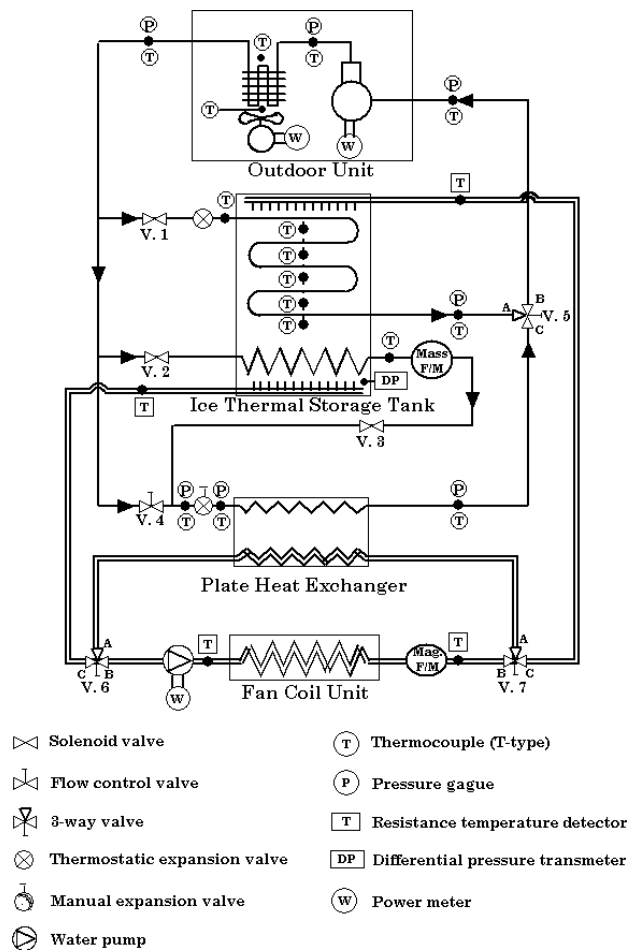 P P
T T T
P
T T
W W
Outdoor Unit
T
T
V. 1
T
T
T P B
A V. 5
T T C
T
T Mass
F/M
V. 2
DP
T Ice Thermal Storage Tank
V. 3
P P P
V. 4 T T T
Plate Heat Exchanger
A A
T T
Mag.
F/M
C B B C
V. 6 V. 7
W Fan Coil Unit
Solenoid valve
Flow control valve
3-way valve
Thermostatic expansion valve
Manual expansion valve
Water pump
T Thermocouple (T-type)
P Pressure gague
T Resistance temperature detector
DP Differential pressure transmeter
W Power meter